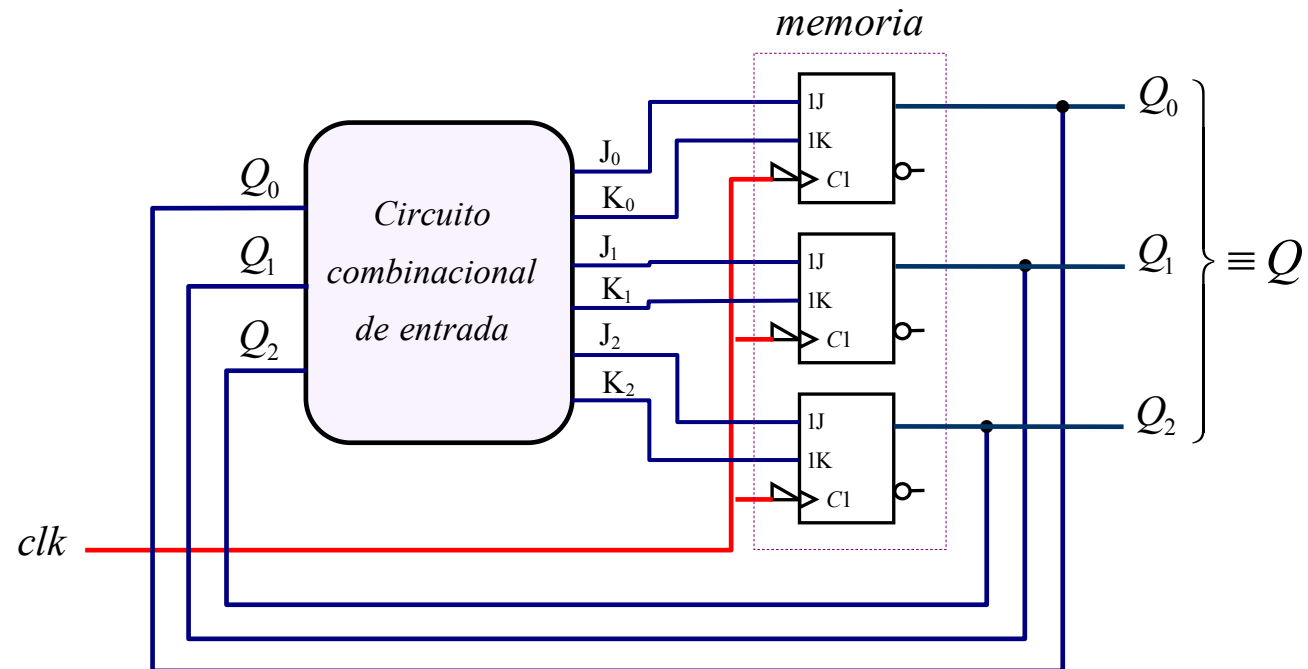 memoria
1J
1K
C1
Q₀
J₀
K₀
Q₀
Circuito
combinacional
de entrada
Q₁
Q₂
J₁
K₁
J₂
K₂
1J
1K
C1
Q₁
≡ Q
1J
1K
C1
Q₂
clk